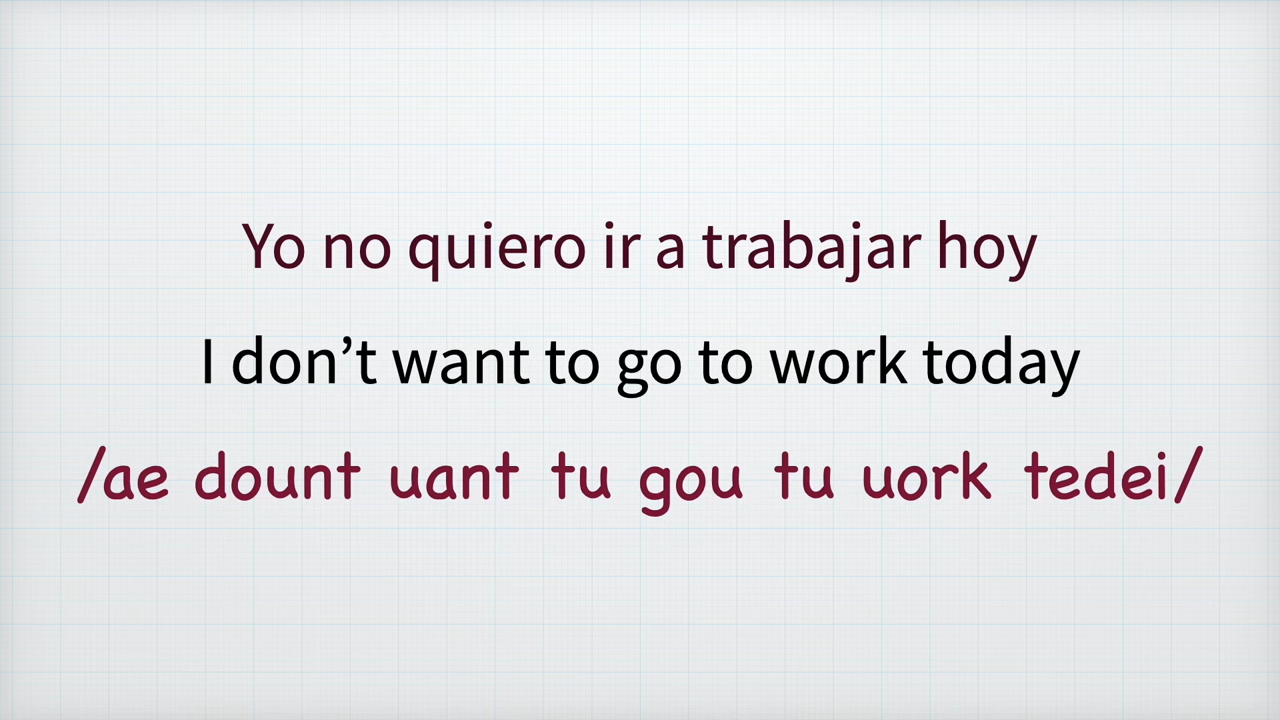 Yo no quiero ir a trabajar hoy
I don’t want to go to work today
/ae dount uant tu gou tu uork tedei/